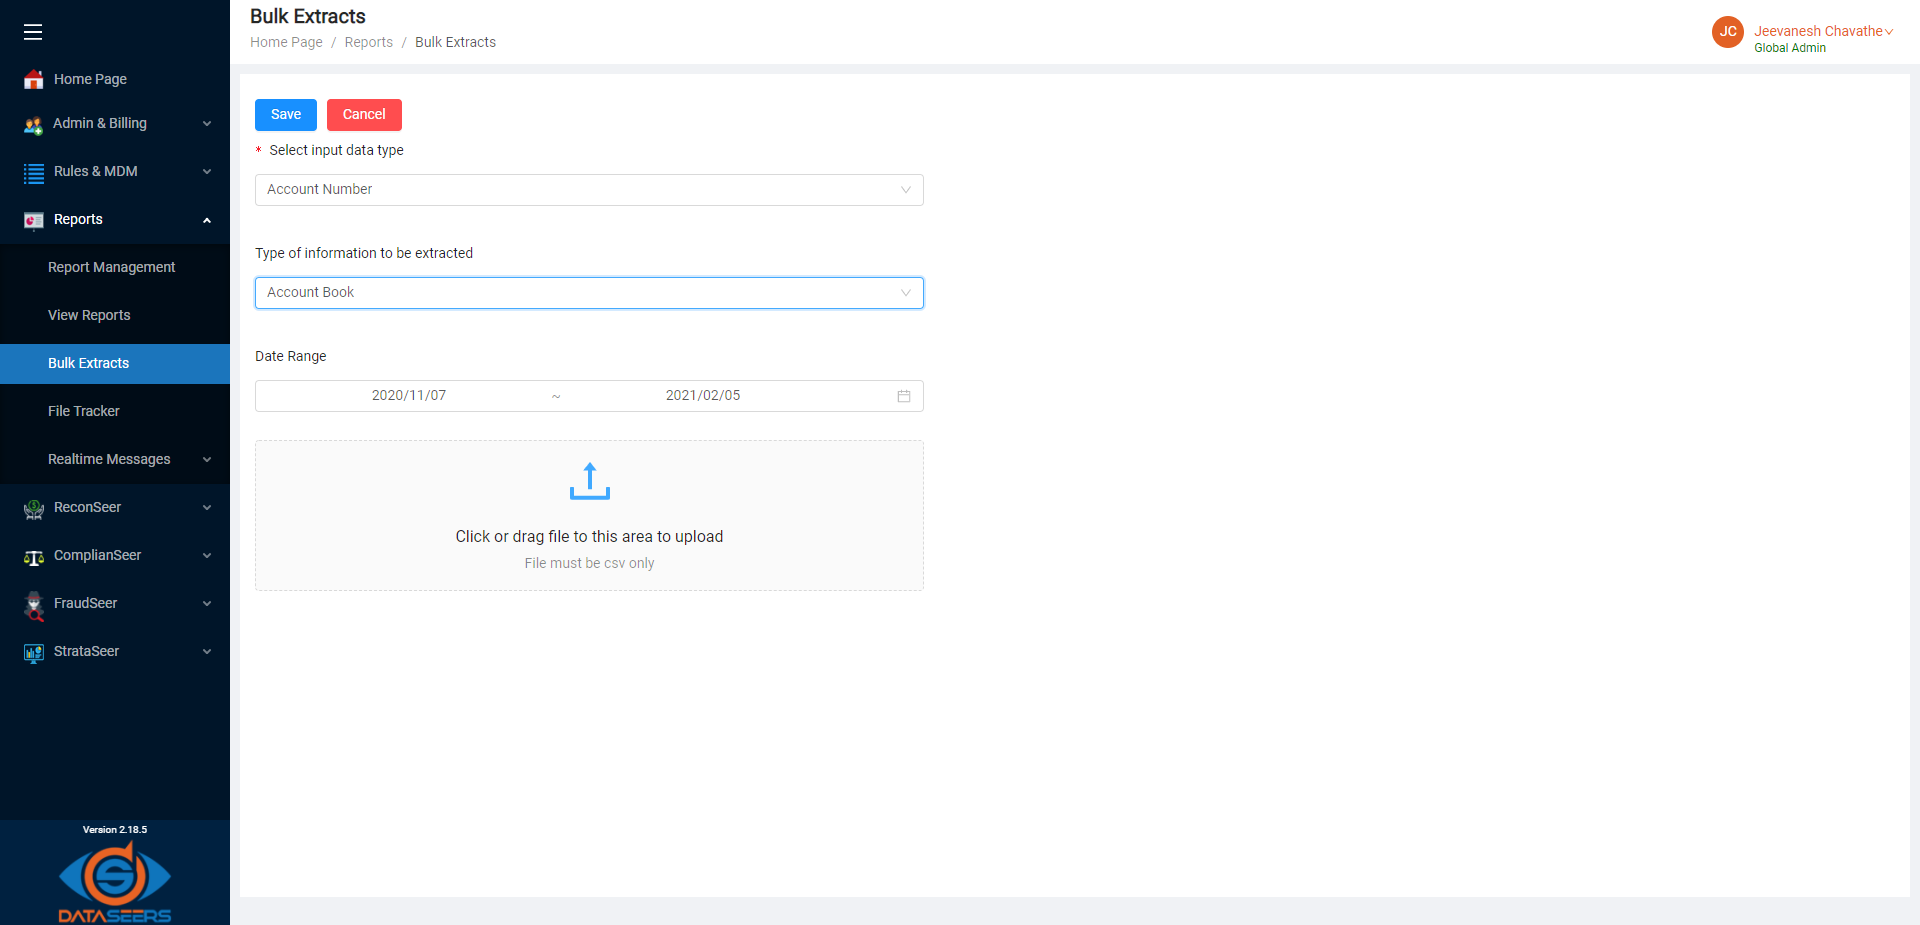 Bulk Extracts
Home Page / Reports / Bulk Extracts
JC
Jeevanesh Chavathe
Global Admin
Home Page
Admin & Billing
Rules & MDM
Reports
Report Management
View Reports
Bulk Extracts
File Tracker
Realtime Messages
ReconSeer
ComplianSeer
FraudSeer
StrataSeer
Version 2.18.5
DATASEERS
Save Cancel
* Select input data type
Account Number
Type of information to be extracted
Account Book
Date Range
2020/11/07 ~ 2021/02/05
Click or drag file to this area to upload
File must be csv only